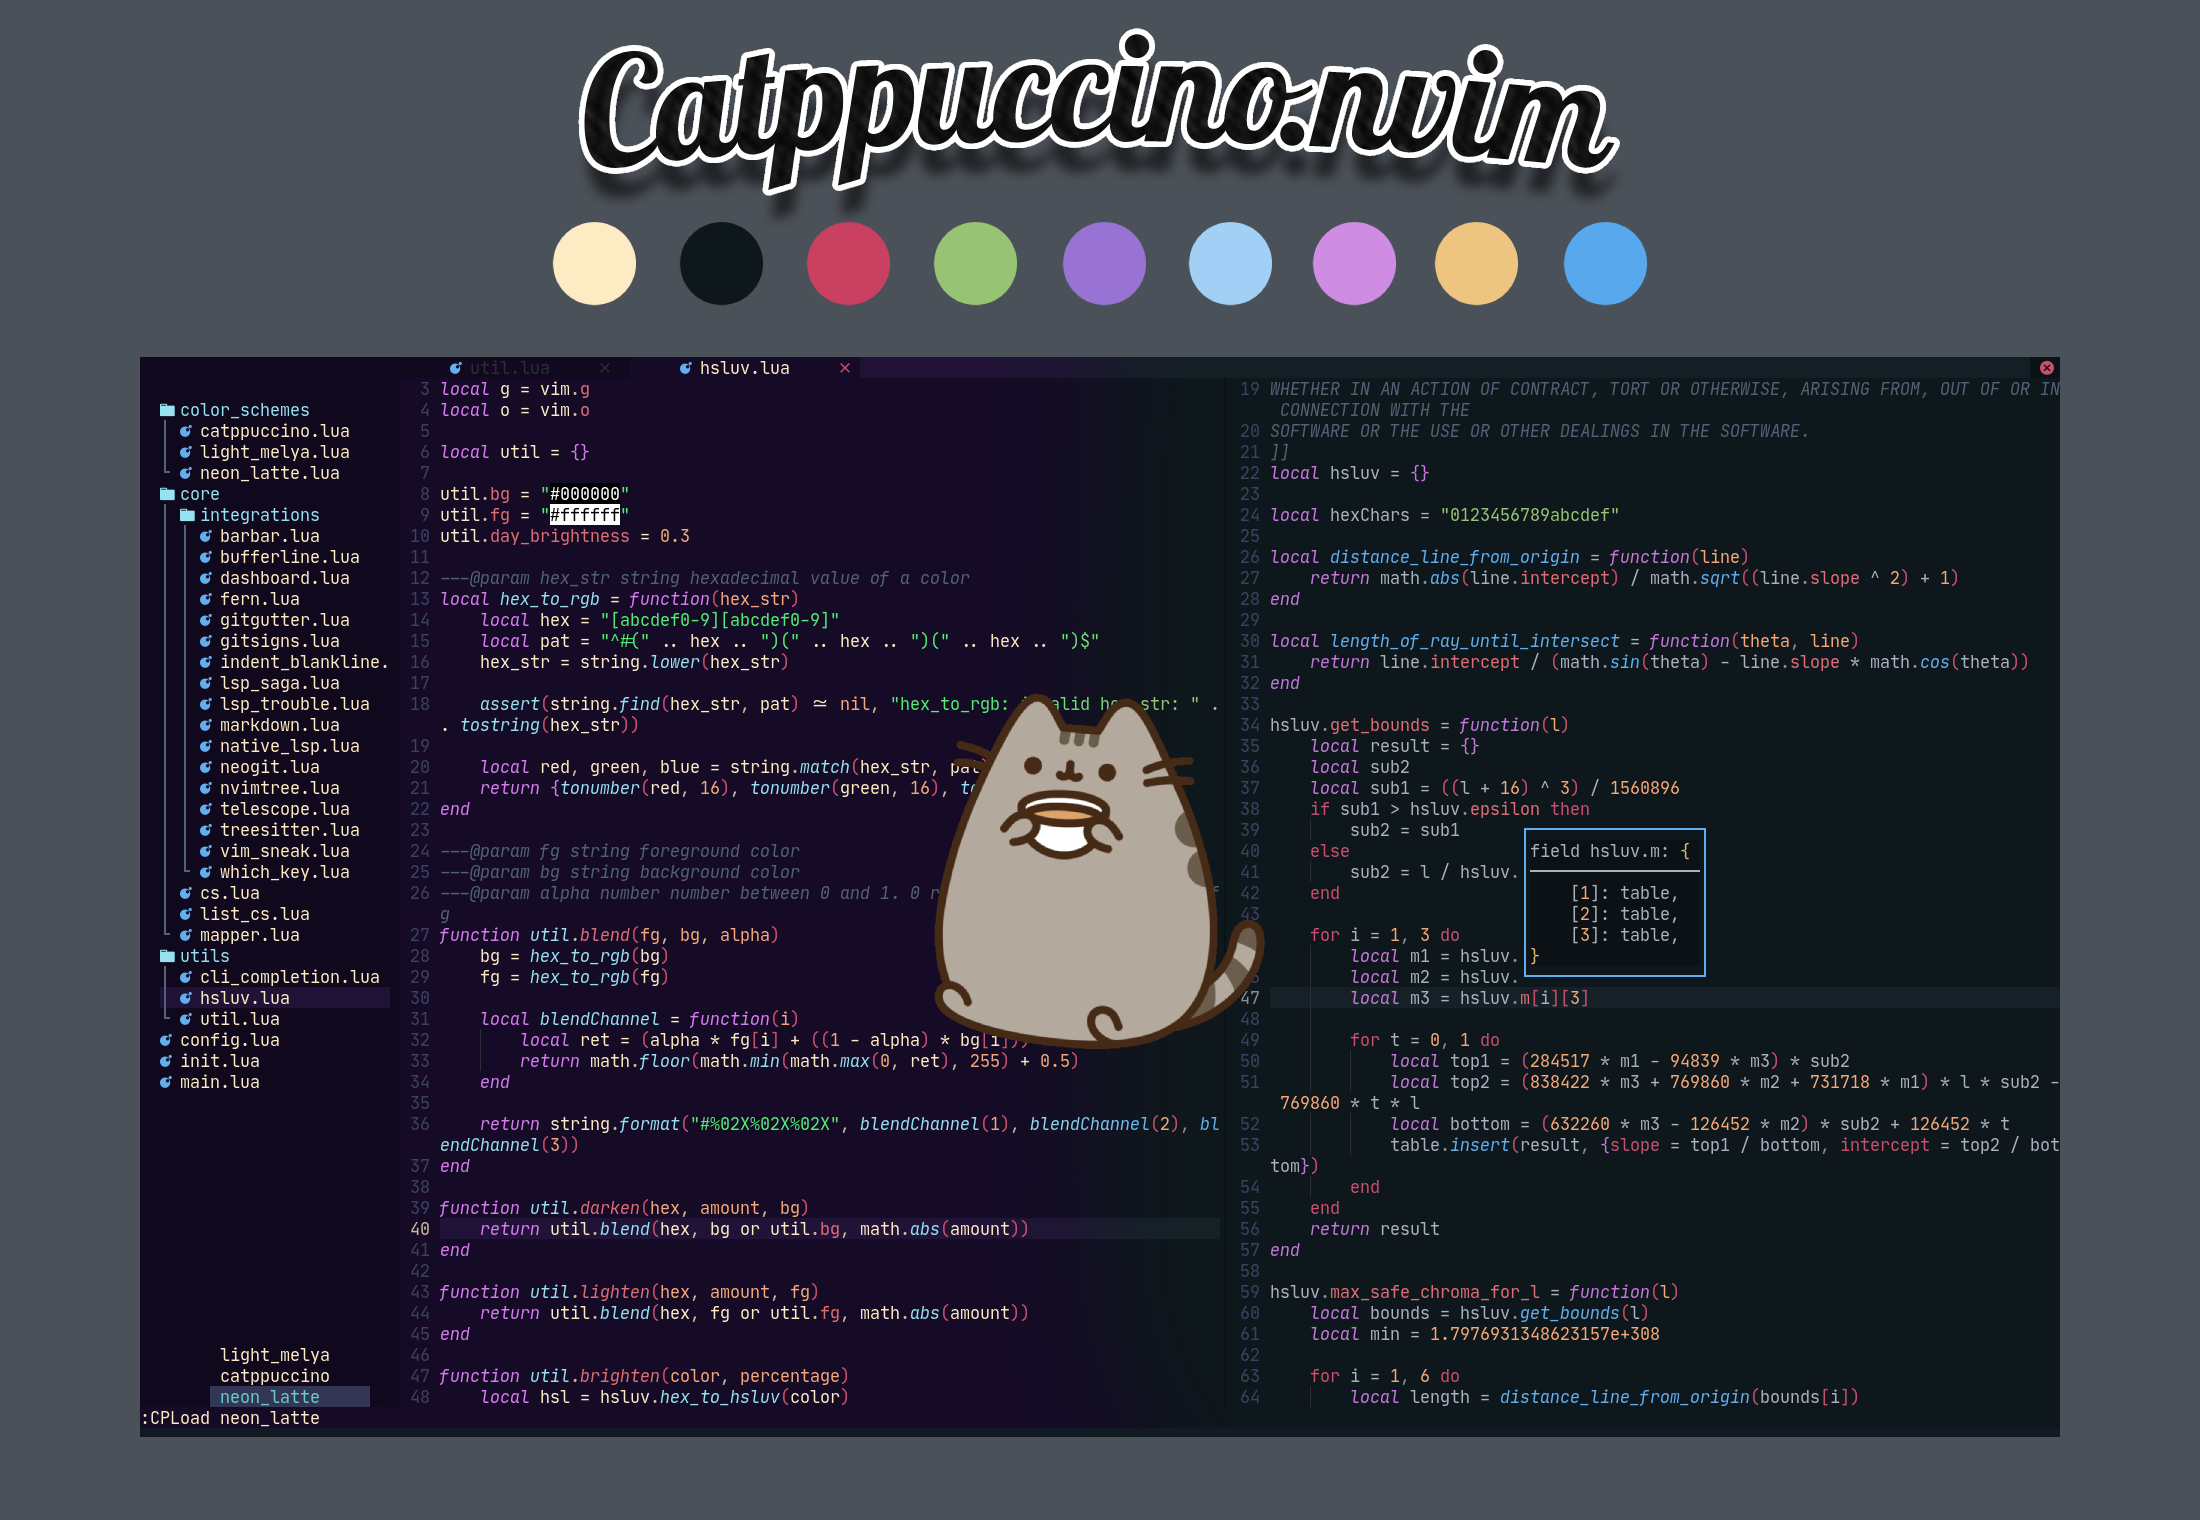 Catppuccino.nvim
util.lua
hsluv.lua
color_schemes
catppuccino.lua
light_melya.lua
neon_latte.lua
core
integrations
barbar.lua
bufferline.lua
dashboard.lua
fern.lua
gitgutter.lua
gitsigns.lua
indent_blankline.
lsp_saga.lua
lsp_trouble.lua
markdown.lua
native_lsp.lua
neogit.lua
nvimtree.lua
telescope.lua
treesitter.lua
vim_sneak.lua
which_key.lua
cs.lua
list_cs.lua
mapper.lua
utils
cli_completion.lua
hsluv.lua
util.lua
config.lua
init.lua
main.lua
light_melya
catppuccino
neon_latte
:CPLoad neon_latte
3 local g = vim.g
4 local o = vim.o
5
6 local util = {}
7
8 util.bg = "#000000"
9 util.fg = "#ffffff"
10 util.day_brightness = 0.3
11
12 ---@param hex_str string hexadecimal value of a color
13 local hex_to_rgb = function(hex_str)
14 local hex = "[abcdef0-9][abcdef0-9]"
15 local pat = "^#(" .. hex .. ")(" .. hex .. ")(" .. hex .. ")$"
16 hex_str = string.lower(hex_str)
17
18 assert(string.find(hex_str, pat) ≃ nil, "hex_to_rgb: alid he str: " .
. tostring(hex_str))
19
20 local red, green, blue = string.match(hex_str, pat
21 return {tonumber(red, 16), tonumber(green, 16), to
22 end
23
24 ---@param fg string foreground color
25 ---@param bg string background color
26 ---@param alpha number number between 0 and 1. 0 r f
g
27 function util.blend(fg, bg, alpha)
28 bg = hex_to_rgb(bg)
29 fg = hex_to_rgb(fg)
30
31 local blendChannel = function(i)
32 local ret = (alpha * fg[i] + ((1 - alpha) * bg[i]))
33 return math.floor(math.min(math.max(0, ret), 255) + 0.5)
34 end
35
36 return string.format("#%02X%02X%02X", blendChannel(1), blendChannel(2), bl
endChannel(3))
37 end
38
39 function util.darken(hex, amount, bg)
40 return util.blend(hex, bg or util.bg, math.abs(amount))
41 end
42
43 function util.lighten(hex, amount, fg)
44 return util.blend(hex, fg or util.fg, math.abs(amount))
45 end
46
47 function util.brighten(color, percentage)
48 local hsl = hsluv.hex_to_hsluv(color)
19 WHETHER IN AN ACTION OF CONTRACT, TORT OR OTHERWISE, ARISING FROM, OUT OF OR IN
CONNECTION WITH THE
20 SOFTWARE OR THE USE OR OTHER DEALINGS IN THE SOFTWARE.
21 ]]
22 local hsluv = {}
23
24 local hexChars = "0123456789abcdef"
25
26 local distance_line_from_origin = function(line)
27 return math.abs(line.intercept) / math.sqrt((line.slope ^ 2) + 1)
28 end
29
30 local length_of_ray_until_intersect = function(theta, line)
31 return line.intercept / (math.sin(theta) - line.slope * math.cos(theta))
32 end
33
34 hsluv.get_bounds = function(l)
35 local result = {}
36 local sub2
37 local sub1 = ((l + 16) ^ 3) / 1560896
38 if sub1 > hsluv.epsilon then
39 sub2 = sub1
40 else
41 sub2 = l / hsluv.
42 end
43
for i = 1, 3 do
local m1 = hsluv.
local m2 = hsluv.
47 local m3 = hsluv.m[i][3]
48
49 for t = 0, 1 do
50 local top1 = (284517 * m1 - 94839 * m3) * sub2
51 local top2 = (838422 * m3 + 769860 * m2 + 731718 * m1) * l * sub2 -
769860 * t * l
52 local bottom = (632260 * m3 - 126452 * m2) * sub2 + 126452 * t
53 table.insert(result, {slope = top1 / bottom, intercept = top2 / bot
tom})
54 end
55 end
56 return result
57 end
58
59 hsluv.max_safe_chroma_for_l = function(l)
60 local bounds = hsluv.get_bounds(l)
61 local min = 1.7976931348623157e+308
62
63 for i = 1, 6 do
64 local length = distance_line_from_origin(bounds[i])
field hsluv.m: {
[1]: table,
[2]: table,
[3]: table,
}